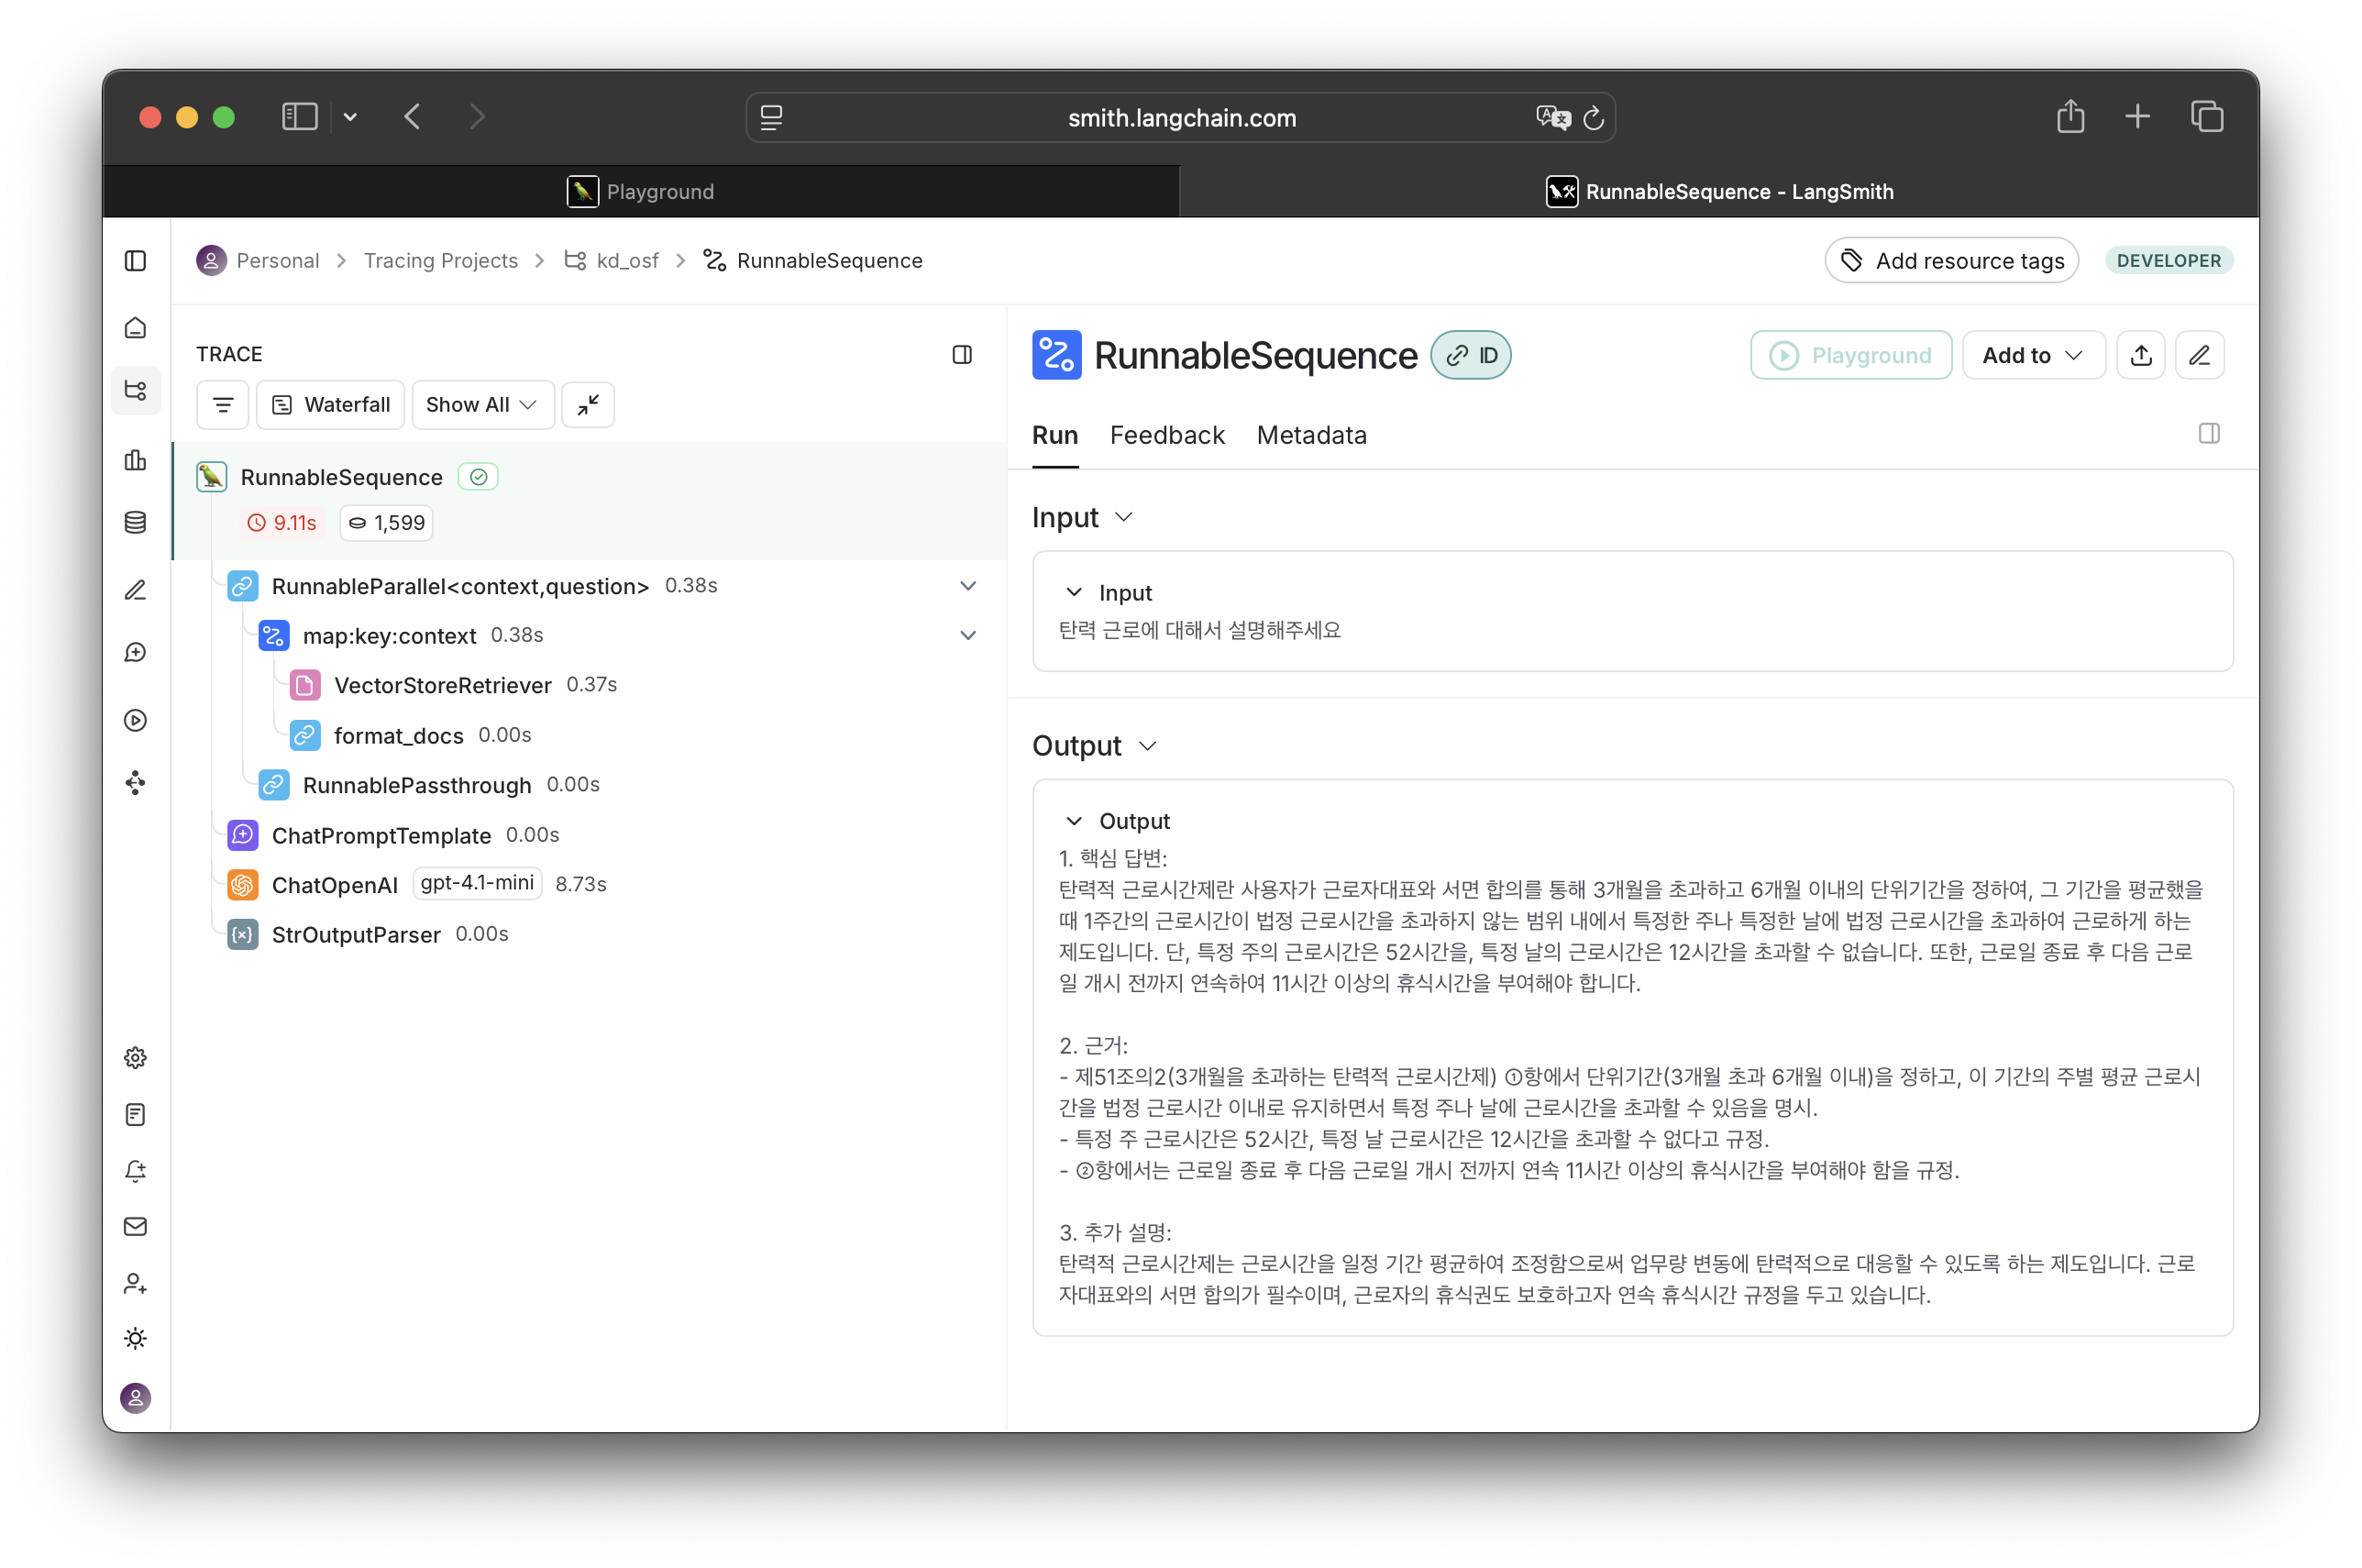 smith.langchain.com
Playground
RunnableSequence - LangSmith
Personal
Tracing Projects
kd_osf
RunnableSequence
Add resource tags
DEVELOPER
TRACE
Waterfall
Show All
RunnableSequence
9.11s
1,599
RunnableParallel<context,question> 0.38s
map:key:context 0.38s
VectorStoreRetriever 0.37s
format_docs 0.00s
RunnablePassthrough 0.00s
ChatPromptTemplate 0.00s
ChatOpenAI gpt-4.1-mini 8.73s
StrOutputParser 0.00s
RunnableSequence ID
Playground
Add to
Run Feedback Metadata
Input
Input
탄력 근로에 대해서 설명해주세요
Output
Output
1. 핵심 답변:
탄력적 근로시간제란 사용자가 근로자대표와 서면 합의를 통해 3개월을 초과하고 6개월 이내의 단위기간을 정하여, 그 기간을 평균했을
때 1주간의 근로시간이 법정 근로시간을 초과하지 않는 범위 내에서 특정한 주나 특정한 날에 법정 근로시간을 초과하여 근로하게 하는
제도입니다. 단, 특정 주의 근로시간은 52시간을, 특정 날의 근로시간은 12시간을 초과할 수 없습니다. 또한, 근로일 종료 후 다음 근로
일 개시 전까지 연속하여 11시간 이상의 휴식시간을 부여해야 합니다.
2. 근거:
- 제51조의2(3개월을 초과하는 탄력적 근로시간제) ①항에서 단위기간(3개월 초과 6개월 이내)을 정하고, 이 기간의 주별 평균 근로시
간을 법정 근로시간 이내로 유지하면서 특정 주나 날에 근로시간을 초과할 수 있음을 명시.
- 특정 주 근로시간은 52시간, 특정 날 근로시간은 12시간을 초과할 수 없다고 규정.
- ②항에서는 근로일 종료 후 다음 근로일 개시 전까지 연속 11시간 이상의 휴식시간을 부여해야 함을 규정.
3. 추가 설명:
탄력적 근로시간제는 근로시간을 일정 기간 평균하여 조정함으로써 업무량 변동에 탄력적으로 대응할 수 있도록 하는 제도입니다. 근로
자대표와의 서면 합의가 필수이며, 근로자의 휴식권도 보호하고자 연속 휴식시간 규정을 두고 있습니다.